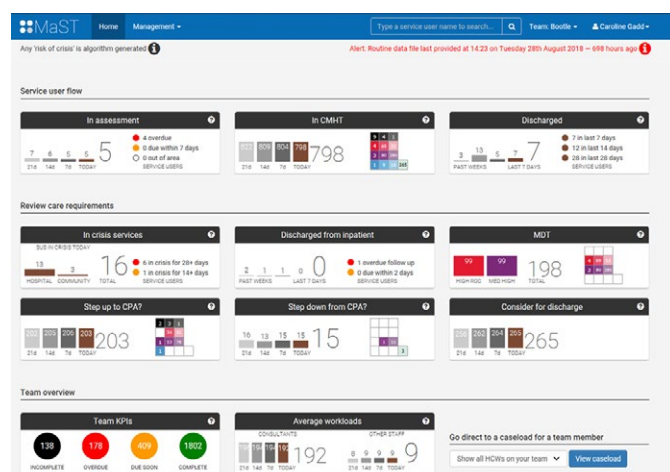 MaST Home Management Type a service user name to search... Team: Bootle Caroline Gadd
Any 'risk of crisis' is algorithm generated
Alert: Routine data file last provided at 14.23 on Tuesday 28th August 2018 – 698 hours ago
Service user flow
In assessment
7 6 5 5 5
21d 14d 7d TODAY
4 overdue
0 due within 7 days
0 out of area
SERVICE USERS
In CMHT
809 804 798 798
21d 14d 7d TODAY
Discharged
3 13 5 7 7
PAST WEEKS LAST 7 DAYS
7 in last 7 days
12 in last 14 days
28 in last 28 days
SERVICE USERS
Review care requirements
In crisis services
SUS IN CRISIS TODAY
13 3 16
HOSPITAL COMMUNITY TOTAL
6 in crisis for 28+ days
1 in crisis for 14+ days
SERVICE USERS
Discharged from inpatient
2 1 1 0 0
PAST WEEKS LAST 7 DAYS
1 overdue follow up
0 due within 2 days
SERVICE USERS
MDT
99 99 198
HIGH ROC MED HIGH TOTAL
Step up to CPA?
205 206 203 203
21d 14d 7d TODAY
Step down from CPA?
16 13 15 15 15
21d 14d 7d TODAY
Consider for discharge
262 264 265 265
21d 14d 7d TODAY
Team overview
Team KPIs
138 178 409 1802
INCOMPLETE OVERDUE DUE SOON COMPLETE
Average workloads
CONSULTANTS OTHER STAFF
194 192 8 9 9 9 9
21d 14d 7d TODAY 21d 14d 7d TODAY
Go direct to a caseload for a team member
Show all HCWs on your team View caseload